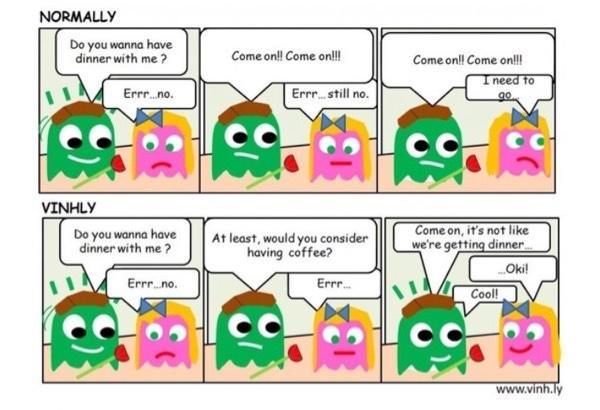 NORMALLY
Do you wanna have
dinner with me ?
Errr...no.
Come on!! Come on!!!
Errr... still no.
Come on!! Come on!!!
I need to
go...
VINHLY
Do you wanna have
dinner with me ?
Errr...no.
At least, would you consider
having coffee?
Errr...
Come on, it's not like
we're getting dinner...
...Oki!
Cool!
www.vinh.ly